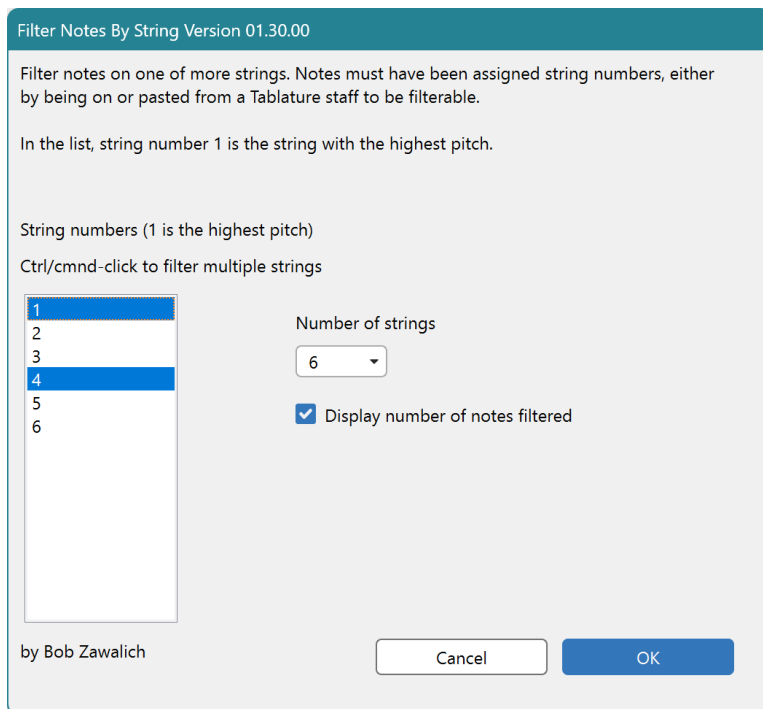 Filter Notes By String Version 01.30.00
Filter notes on one of more strings. Notes must have been assigned string numbers, either
by being on or pasted from a Tablature staff to be filterable.
In the list, string number 1 is the string with the highest pitch.
String numbers (1 is the highest pitch)
Ctrl/cmnd-click to filter multiple strings
1
2
3
4
5
6
Number of strings
6
Display number of notes filtered
by Bob Zawalich
Cancel
OK